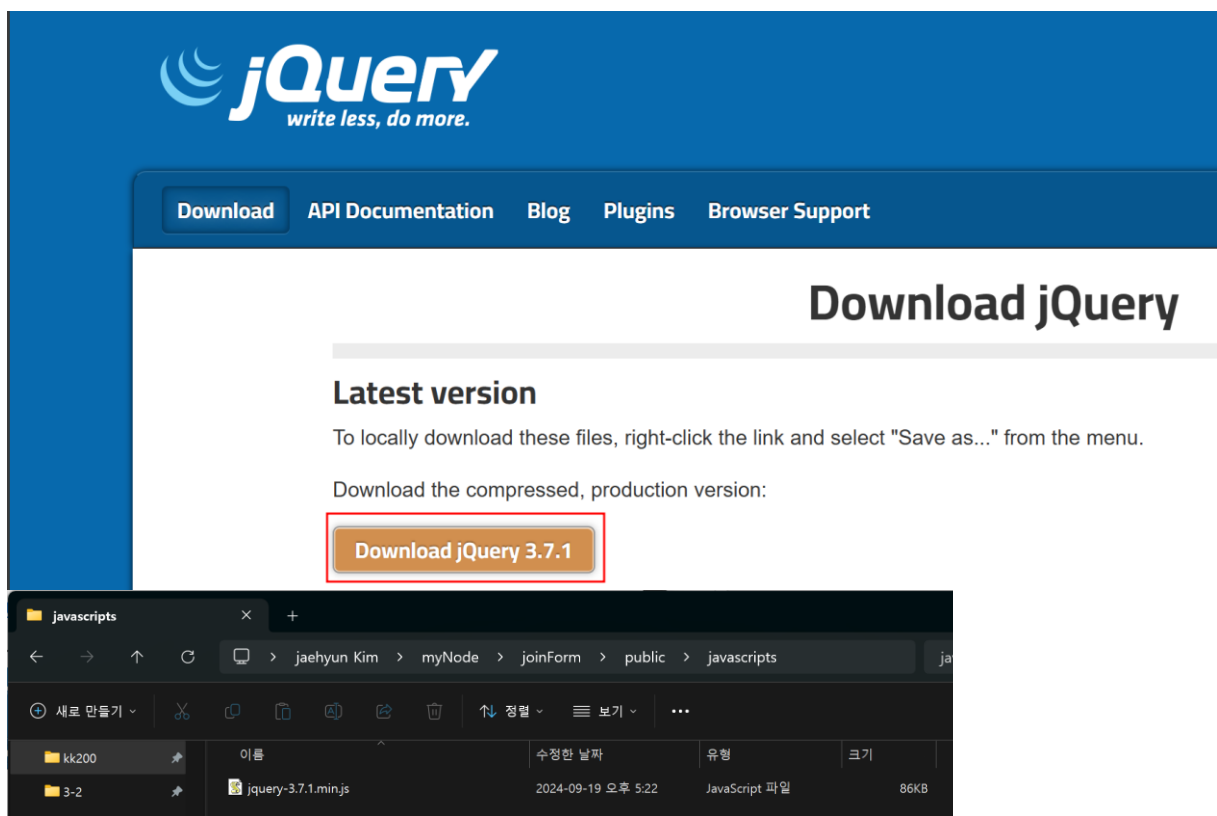 jQuery
write less, do more.
Download API Documentation Blog Plugins Browser Support
Download jQuery
Latest version
To locally download these files, right-click the link and select "Save as..." from the menu.
Download the compressed, production version:
Download jQuery 3.7.1
javascripts
jaehyun Kim > myNode > joinForm > public > javascripts
새로 만들기 정렬 보기 ...
이름 수정한 날짜 유형 크기
kk200
3-2 jquery-3.7.1.min.js 2024-09-19 오후 5:22 JavaScript 파일 86KB